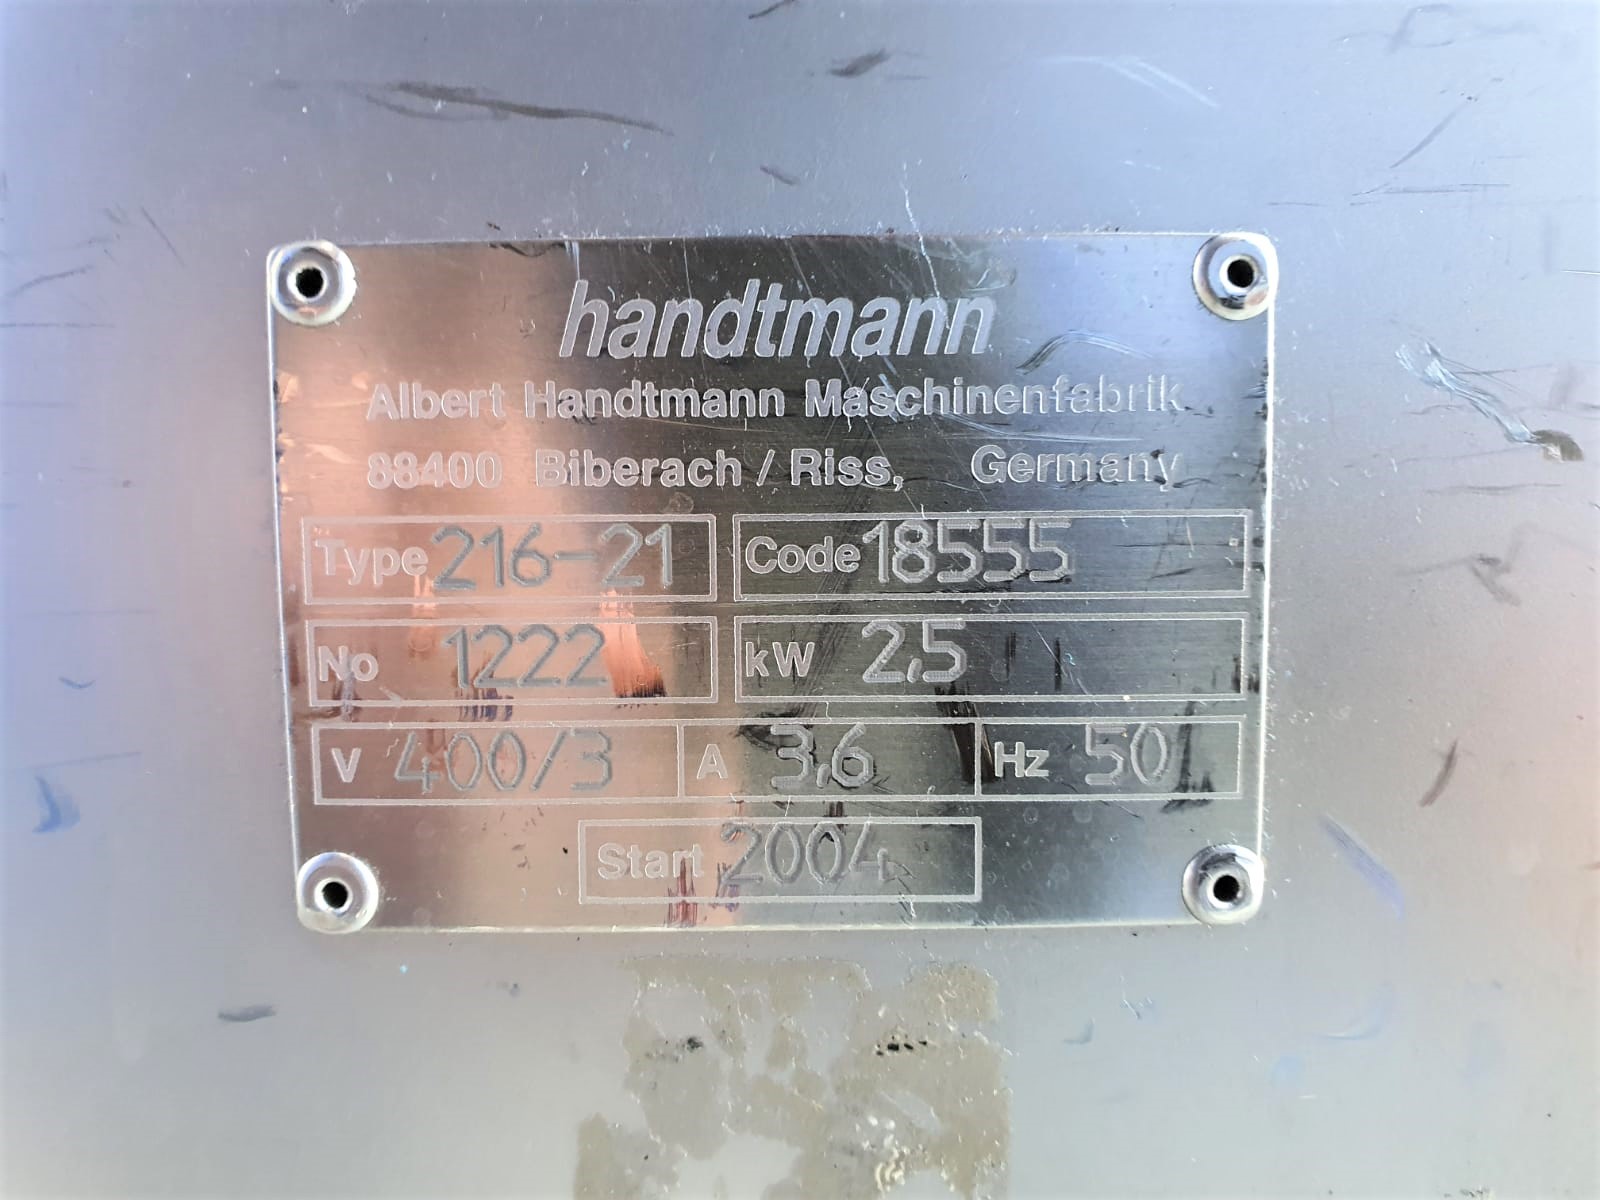 handtmann
Albert Handtmann Maschinenfabrik
88400 Biberach / Riss, Germany
Type 216-21 Code 18555
No 1222 kW 2,5
V 400/3 A 3,6 Hz 50
Start 2004